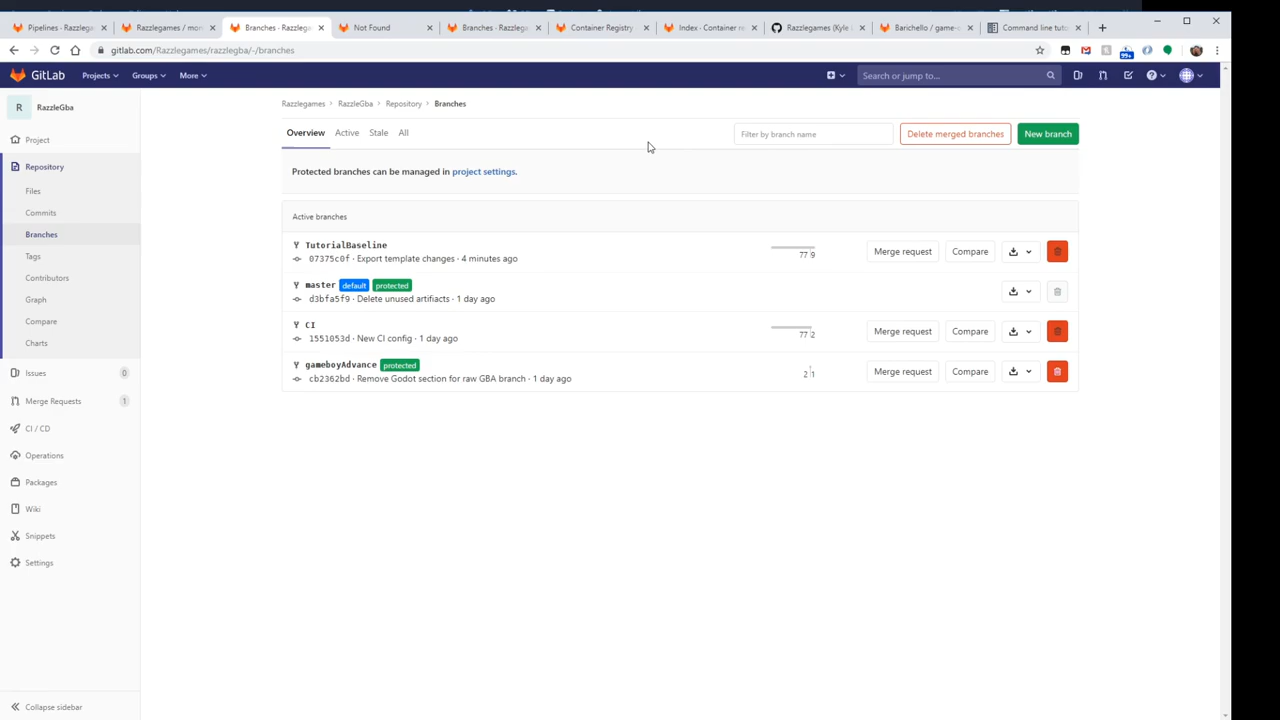 Pipelines - Razzlega
Razzlegames / mon
Branches - Razzlega
Not Found
Branches - Razzlega
Container Registry
Index · Container re
Razzlegames (Kyle
Barichello / game-c
Command line tuto
gitlab.com/Razzlegames/razzlegba/-/branches
99+
GitLab
Projects
Groups
More
Search or jump to...
R
RazzleGba
Project
Repository
Files
Commits
Branches
Tags
Contributors
Graph
Compare
Charts
Issues
0
Merge Requests
1
CI / CD
Operations
Packages
Wiki
Snippets
Settings
Collapse sidebar
Razzlegames > RazzleGba > Repository > Branches
Overview Active Stale All
Filter by branch name
Delete merged branches
New branch
Protected branches can be managed in project settings.
Active branches
TutorialBaseline
07375c0f · Export template changes · 4 minutes ago
77 9
Merge request
Compare
master default protected
d3bfa5f9 · Delete unused artifiacts · 1 day ago
CI
1551053d · New CI config · 1 day ago
77 2
Merge request
Compare
gameboyAdvance protected
cb2362bd · Remove Godot section for raw GBA branch · 1 day ago
2 1
Merge request
Compare